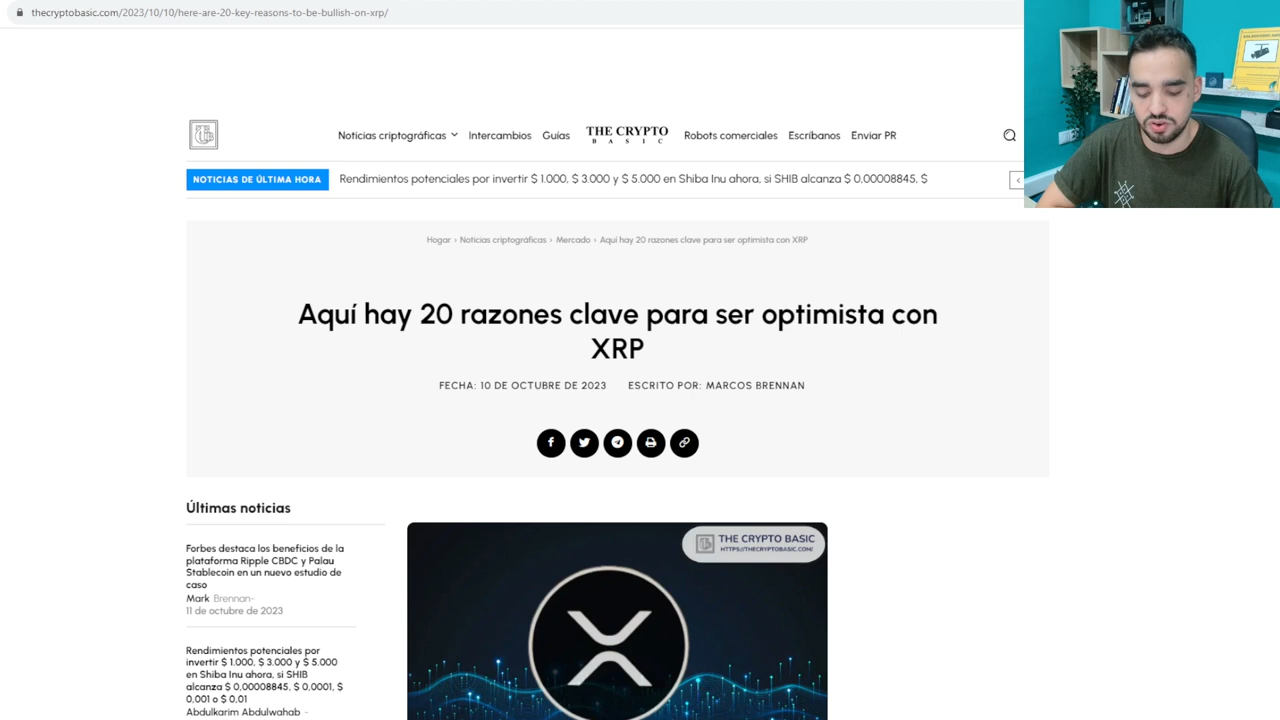 thecryptobasic.com/2023/10/10/here-are-20-key-reasons-to-be-bullish-on-xrp/
Noticias criptográficas Intercambios Guías THE CRYPTO BASIC Robots comerciales Escríbanos Enviar PR
NOTICIAS DE ÚLTIMA HORA Rendimientos potenciales por invertir $ 1.000, $ 3.000 y $ 5.000 en Shiba Inu ahora, si SHIB alcanza $ 0,00008845, $
Hogar › Noticias criptográficas › Mercado › Aquí hay 20 razones clave para ser optimista con XRP
Aquí hay 20 razones clave para ser optimista con
XRP
FECHA: 10 DE OCTUBRE DE 2023 ESCRITO POR: MARCOS BRENNAN
Últimas noticias
Forbes destaca los beneficios de la
plataforma Ripple CBDC y Palau
Stablecoin en un nuevo estudio de
caso
Mark Brennan-
11 de octubre de 2023
Rendimientos potenciales por
invertir $ 1.000, $ 3.000 y $ 5.000
en Shiba Inu ahora, si SHIB
alcanza $ 0,00008845, $ 0,0001, $
0,001 o $ 0,01
Abdulkarim Abdulwahab -
THE CRYPTO BASIC
HTTPS://THECRYPTOBASIC.COM/